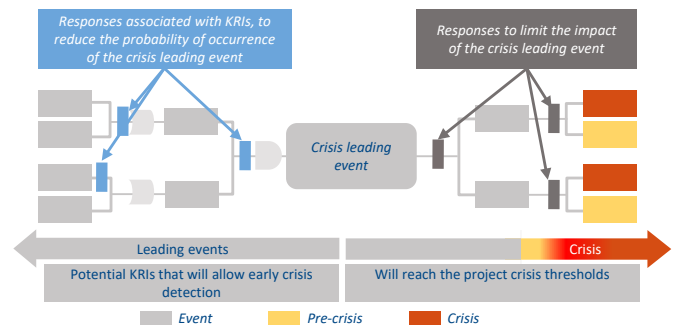 Responses associated with KRIs, to
reduce the probability of occurrence
of the crisis leading event
Responses to limit the impact
of the crisis leading event
Crisis leading
event
Leading events
Crisis
Potential KRIs that will allow early crisis
detection
Will reach the project crisis thresholds
Event
Pre-crisis
Crisis